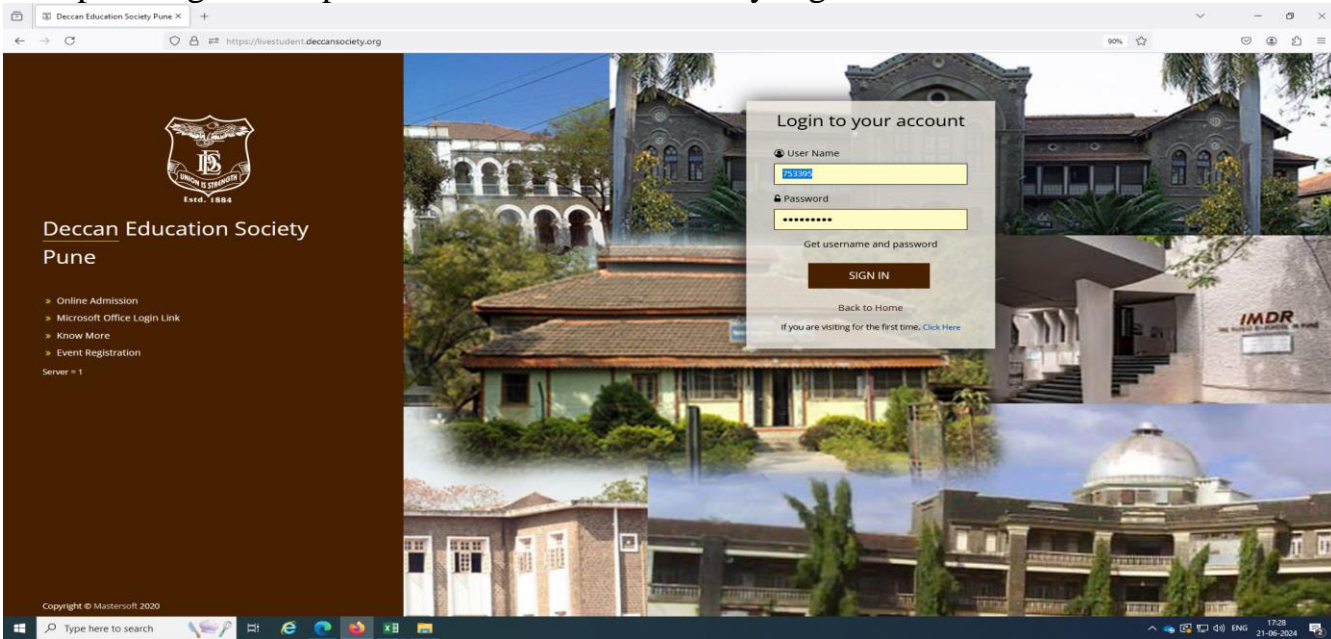 Deccan Education Society Pune
https://livestudent.deccansociety.org
90%
UNION IS STRENGTH
Estd. 1884
Deccan Education Society
Pune
Online Admission
Microsoft Office Login Link
Know More
Event Registration
Server = 1
Copyright © Mastersoft 2020
Login to your account
User Name
753395
Password
•••••••••
Get username and password
SIGN IN
Back to Home
If you are visiting for the first time, Click Here
IMDR
Type here to search
ENG
17:28
21-06-2024